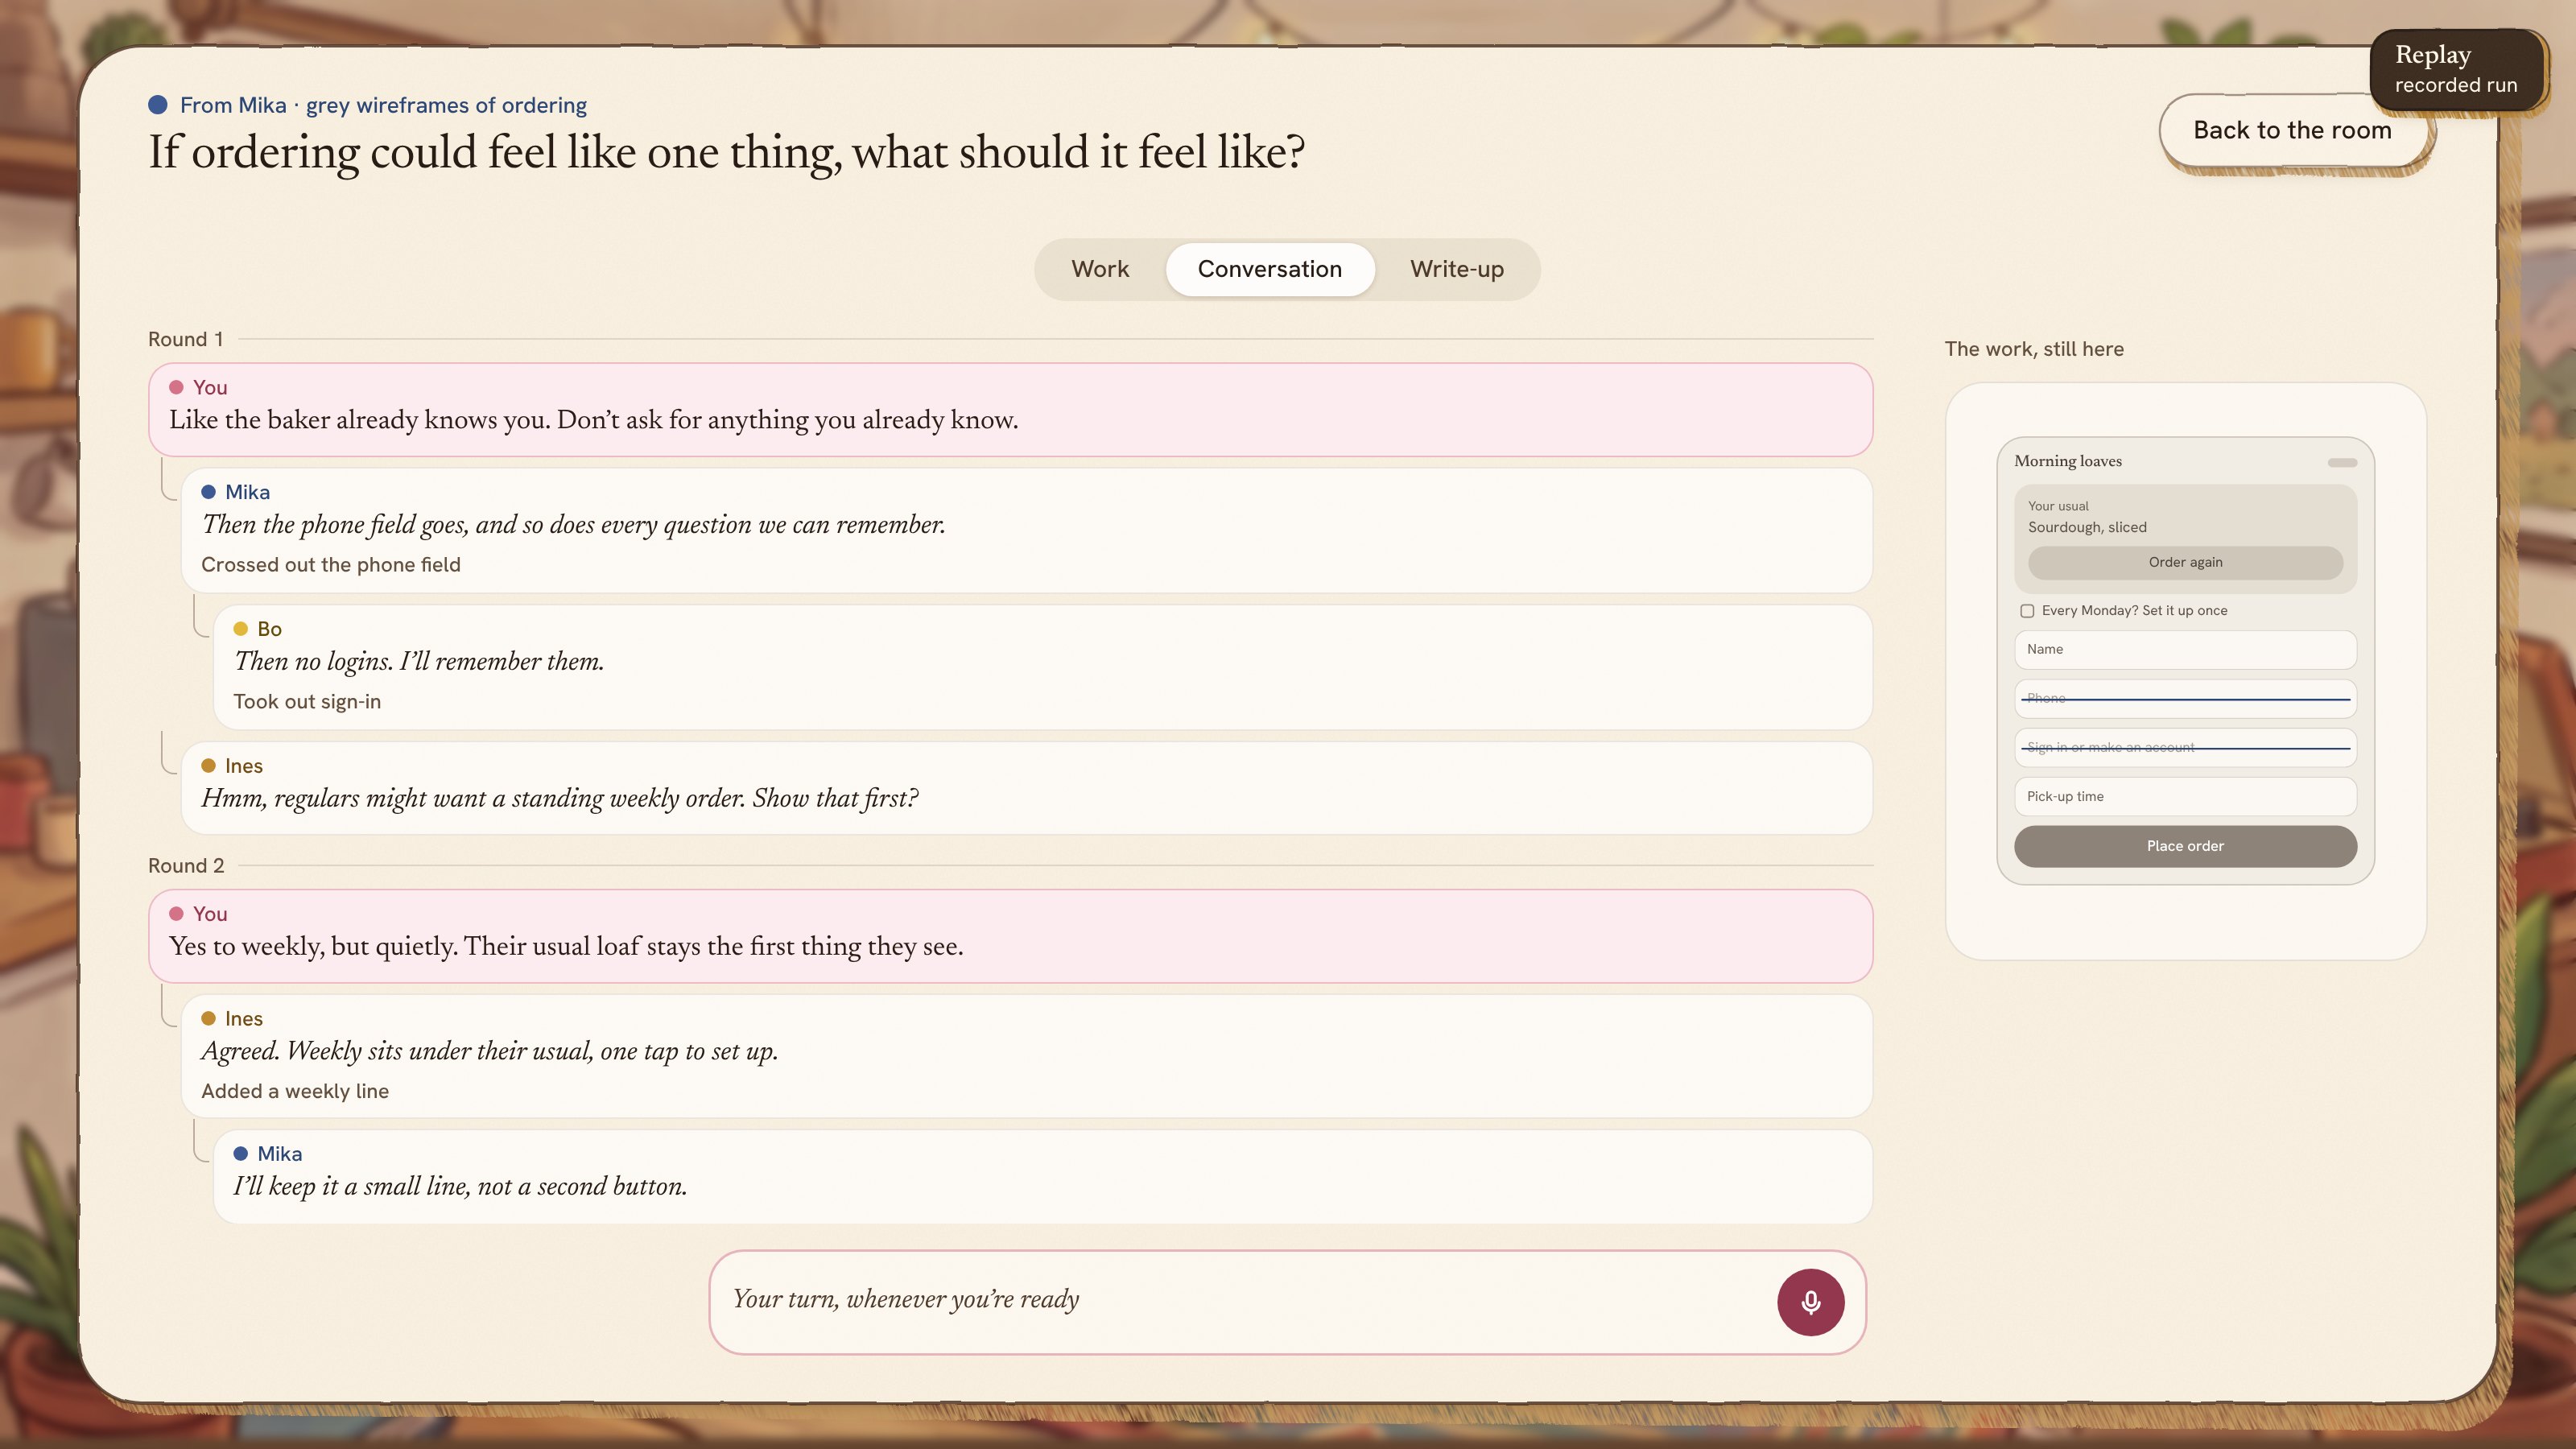 Replay
recorded run
From Mika · grey wireframes of ordering
If ordering could feel like one thing, what should it feel like?
Back to the room
Work
Conversation
Write-up
Round 1
You
Like the baker already knows you. Don’t ask for anything you already know.
Mika
Then the phone field goes, and so does every question we can remember.
Crossed out the phone field
Bo
Then no logins. I’ll remember them.
Took out sign-in
Ines
Hmm, regulars might want a standing weekly order. Show that first?
Round 2
You
Yes to weekly, but quietly. Their usual loaf stays the first thing they see.
Ines
Agreed. Weekly sits under their usual, one tap to set up.
Added a weekly line
Mika
I’ll keep it a small line, not a second button.
Your turn, whenever you’re ready
The work, still here
Morning loaves
Your usual
Sourdough, sliced
Order again
Every Monday? Set it up once
Name
Phone
Sign in or make an account
Pick-up time
Place order